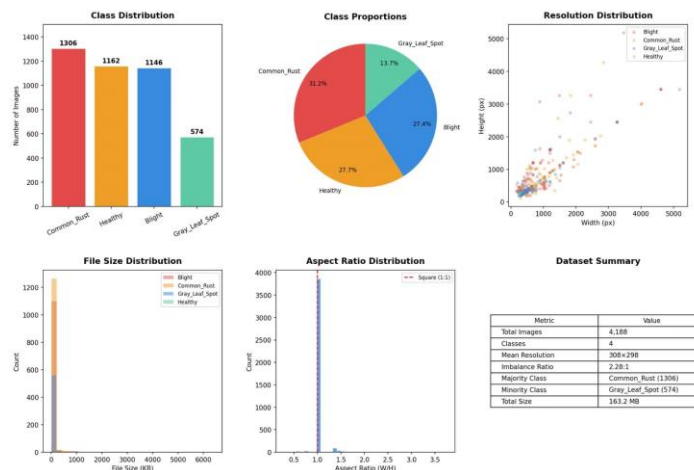 Class Distribution
Number of Images
1400
1200
1000
800
600
400
200
0
1306
1162
1146
574
Common_Rust
Healthy
Blight
Gray_Leaf_Spot
Class Proportions
Gray_Leaf_Spot
13.7%
Common_Rust
31.2%
27.4%
Blight
27.7%
Healthy
Resolution Distribution
Blight
Common_Rust
Gray_Leaf_Spot
Healthy
Height (px)
5000
4000
3000
2000
1000
0
0 1000 2000 3000 4000 5000
Width (px)
File Size Distribution
Blight
Common_Rust
Gray_Leaf_Spot
Healthy
Count
1200
1000
800
600
400
200
0
0 1000 2000 3000 4000 5000 6000
File Size (KB)
Aspect Ratio Distribution
Square (1:1)
Count
4000
3500
3000
2500
2000
1500
1000
500
0
0.5 1.0 1.5 2.0 2.5 3.0 3.5
Aspect Ratio (W/H)
Dataset Summary
Metric Value
Total Images 4,188
Classes 4
Mean Resolution 308×298
Imbalance Ratio 2.28:1
Majority Class Common_Rust (1306)
Minority Class Gray_Leaf_Spot (574)
Total Size 163.2 MB